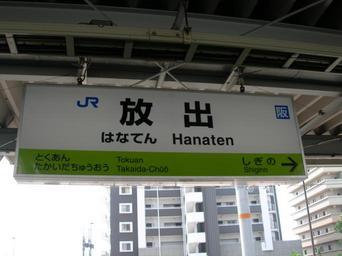 JR 放出 阪
はなてん Hanaten
とくあん Tokuan しぎの
たかいだちゅうおう Takaida-Chūō Shigino